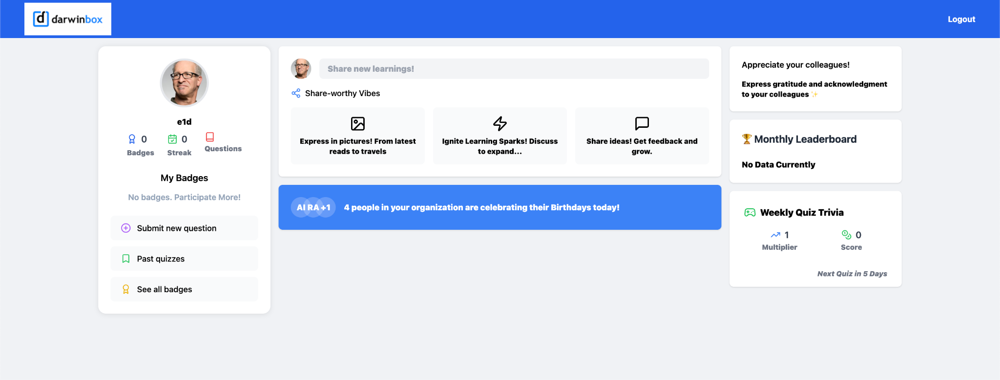 darwinbox
Logout
e1d
0
Badges
0
Streak
Questions
My Badges
No badges. Participate More!
Submit new question
Past quizzes
See all badges
Share new learnings!
Share-worthy Vibes
Express in pictures! From latest
reads to travels
Ignite Learning Sparks! Discuss
to expand...
Share ideas! Get feedback and
grow.
AI RA +1
4 people in your organization are celebrating their Birthdays today!
Appreciate your colleagues!
Express gratitude and acknowledgment
to your colleagues ✨
🏆 Monthly Leaderboard
No Data Currently
Weekly Quiz Trivia
1
Multiplier
0
Score
Next Quiz in 5 Days